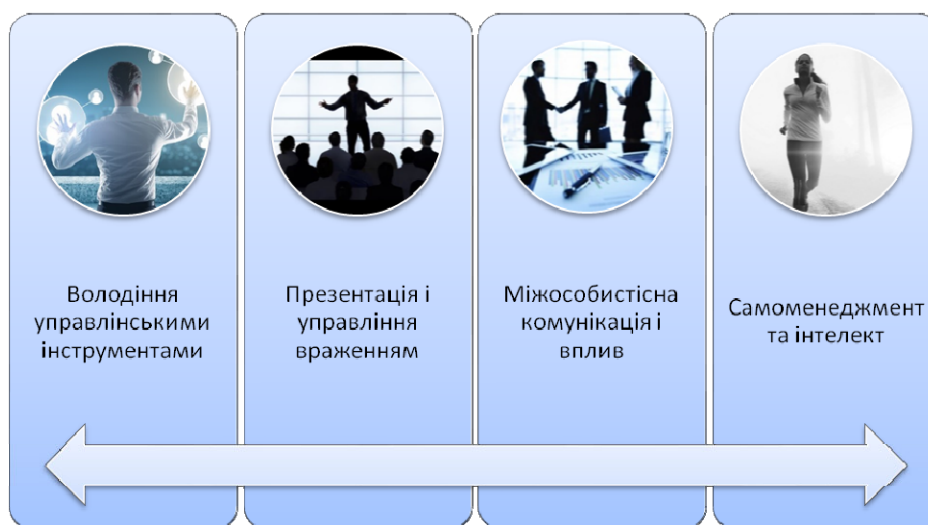 Володіння
управлінськими
інструментами
Презентація і
управління
враженням
Міжособистісна
комунікація і
вплив
Самоменеджмент
та інтелект